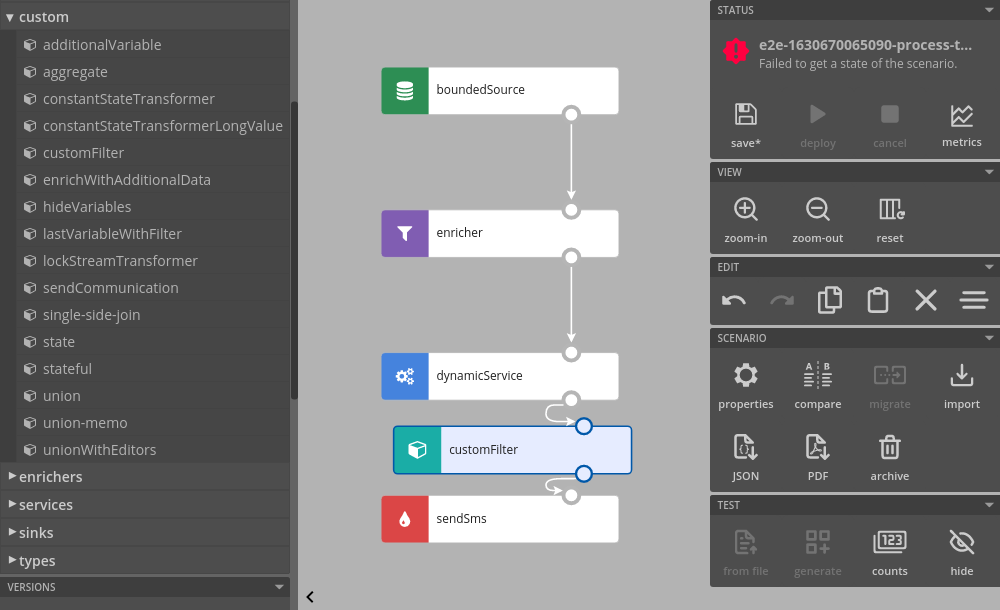 custom
additionalVariable
aggregate
constantStateTransformer
constantStateTransformerLongValue
customFilter
enrichWithAdditionalData
hideVariables
lastVariableWithFilter
lockStreamTransformer
sendCommunication
single-side-join
state
stateful
union
union-memo
unionWithEditors
enrichers
services
sinks
types
VERSIONS
boundedSource
enricher
dynamicService
customFilter
sendSms
STATUS
e2e-1630670065090-process-t...
Failed to get a state of the scenario.
save* deploy cancel metrics
VIEW
zoom-in zoom-out reset
EDIT
SCENARIO
A B
properties compare migrate import
JSON PDF archive
TEST
123
from file generate counts hide